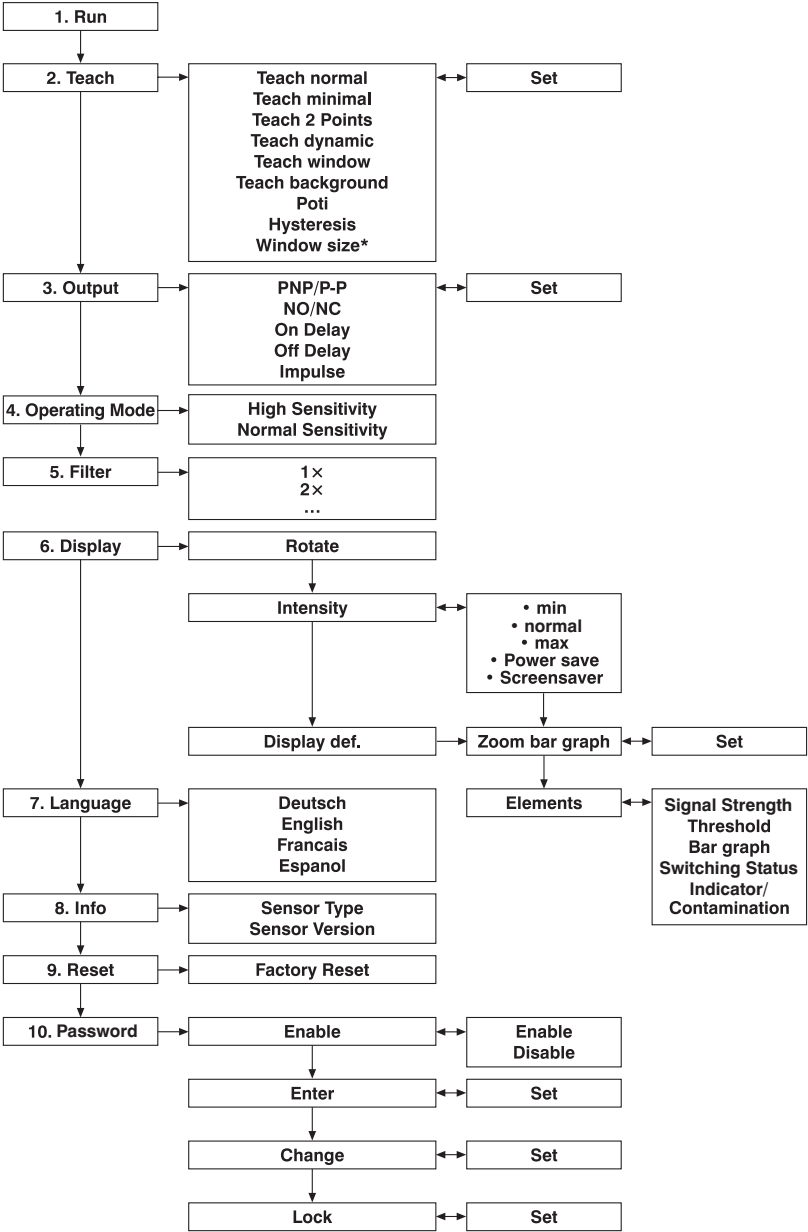 1. Run
2. Teach
Teach normal
Teach minimal
Teach 2 Points
Teach dynamic
Teach window
Teach background
Poti
Hysteresis
Window size*
Set
3. Output
PNP/P-P
NO/NC
On Delay
Off Delay
Impulse
Set
4. Operating Mode
High Sensitivity
Normal Sensitivity
5. Filter
1×
2×
...
6. Display
Rotate
Intensity
• min
• normal
• max
• Power save
• Screensaver
Display def.
Zoom bar graph
Set
7. Language
Deutsch
English
Francais
Espanol
Elements
Signal Strength
Threshold
Bar graph
Switching Status
Indicator/
Contamination
8. Info
Sensor Type
Sensor Version
9. Reset
Factory Reset
10. Password
Enable
Enable
Disable
Enter
Set
Change
Set
Lock
Set